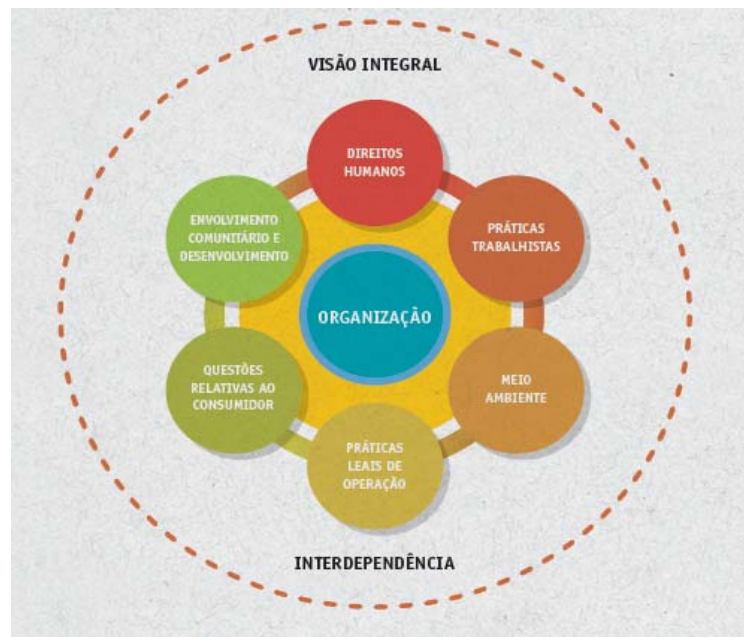 VISÃO INTEGRAL
DIREITOS
HUMANOS
PRÁTICAS
TRABALHISTAS
MEIO
AMBIENTE
PRÁTICAS
LEAIS DE
OPERAÇÃO
QUESTÕES
RELATIVAS AO
CONSUMIDOR
ENVOLVIMENTO
COMUNITÁRIO E
DESENVOLVIMENTO
ORGANIZAÇÃO
INTERDEPENDÊNCIA